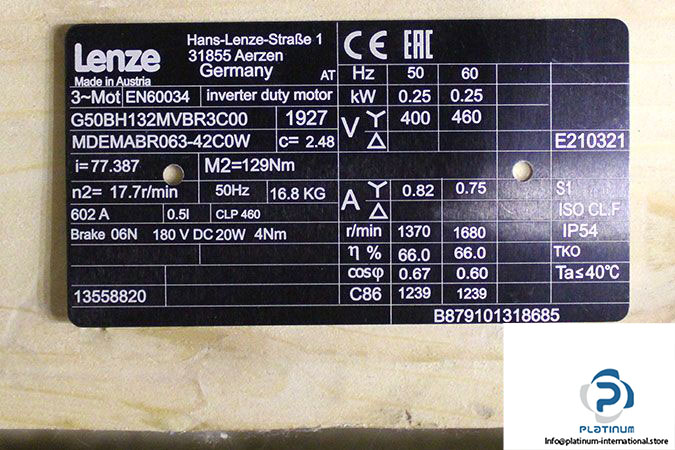 Lenze
Hans-Lenze-Straße 1
31855 Aerzen
Germany
Made in Austria
AT
CE EAC
Hz 50 60
3~Mot EN60034 inverter duty motor kW 0.25 0.25
G50BH132MVBR3C00 1927 V Y 400 460
MDEMABR063-42C0W c= 2.48 Δ E210321
i= 77.387 M2=129Nm
n2= 17.7r/min 50Hz 16.8 KG A Y 0.82 0.75 S1
602 A 0.5l CLP 460 Δ ISO CL.F
Brake 06N 180 V DC 20W 4Nm r/min 1370 1680 IP54
η % 66.0 66.0 TKO
cosφ 0.67 0.60 Ta≤40℃
13558820 C86 1239 1239
B879101318685
PLATINUM
Info@platinum-international.store